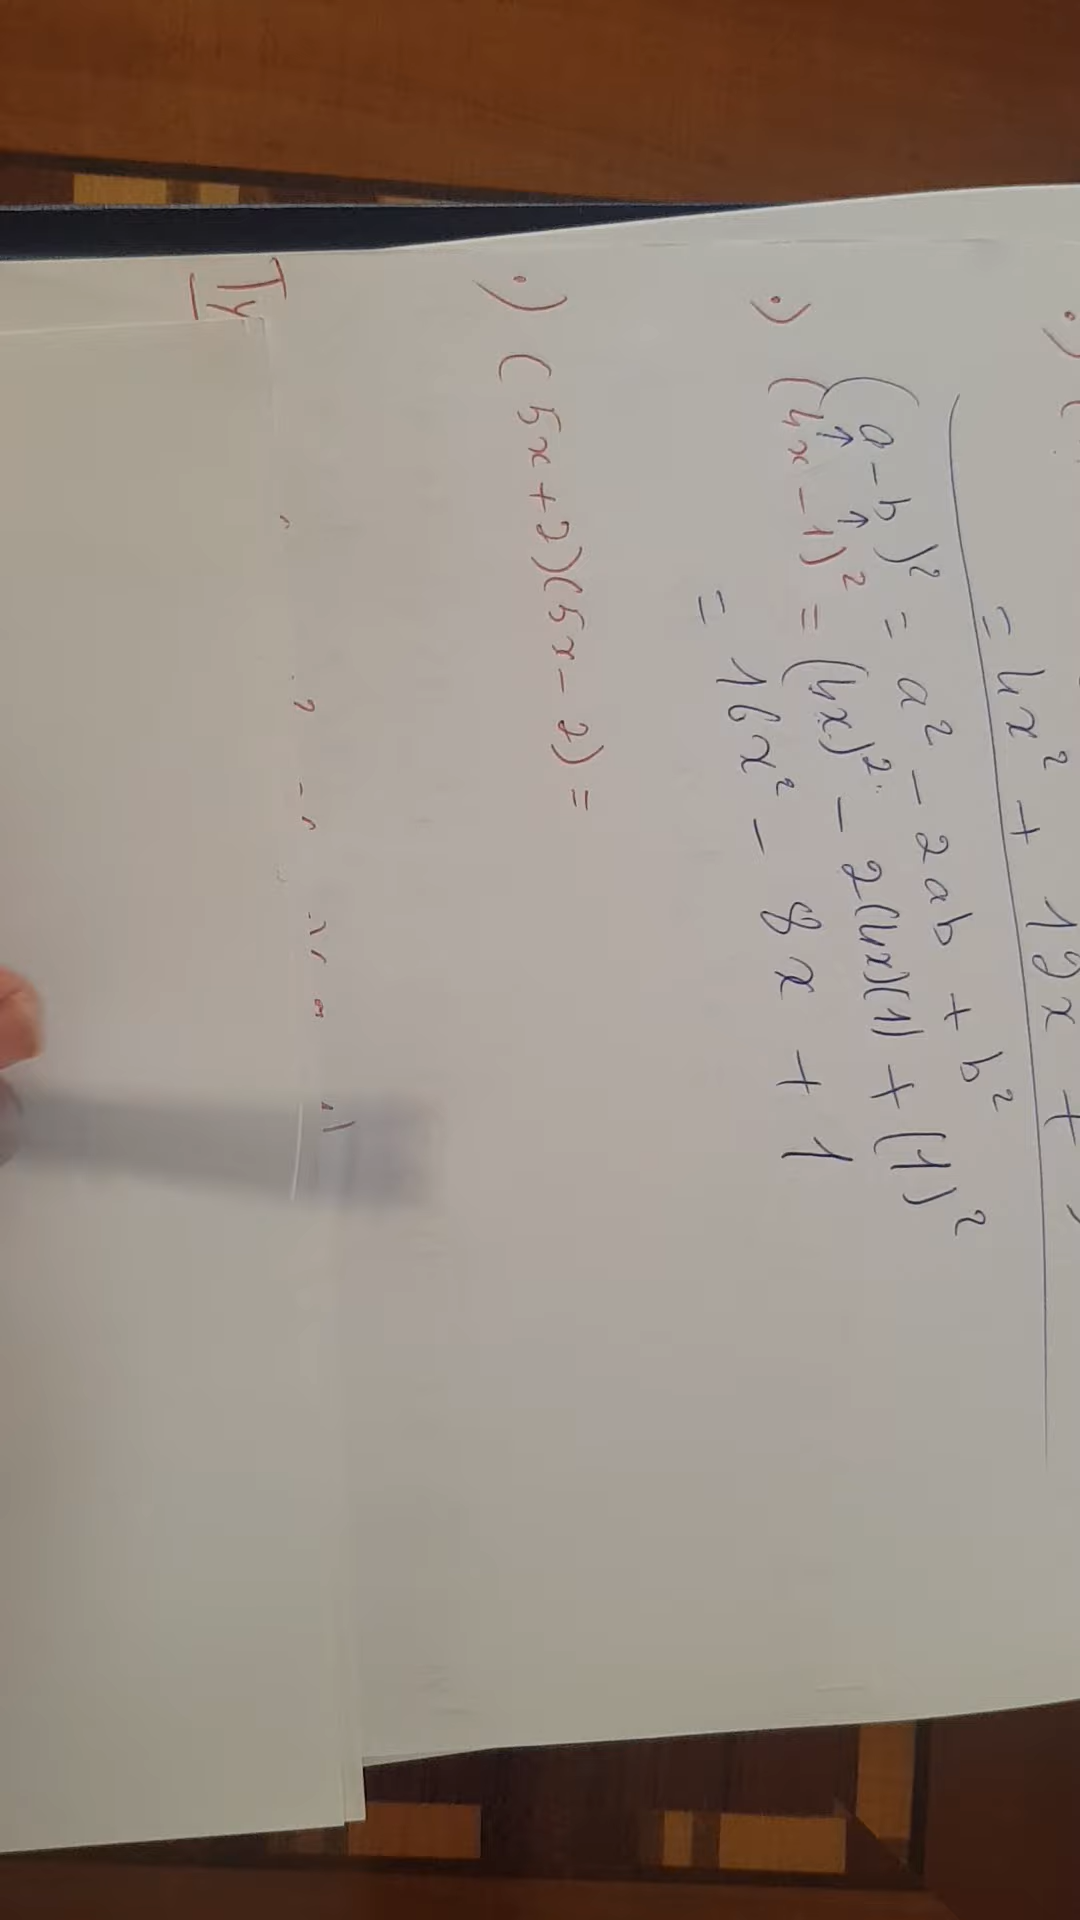 = 4x² + 12x +
(a - b)² = a² - 2ab + b²
•) (4x - 1)² = (4x)² - 2(4x)(1) + (1)²
= 16x² - 8x + 1
•) (5x + 2)(5x - 2) =